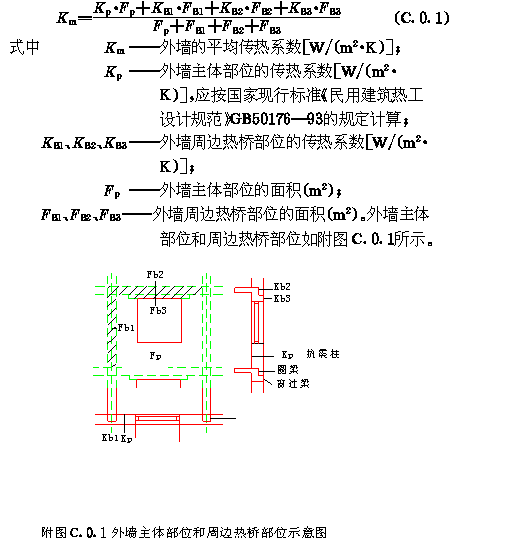 Km=Kp·Fp+KB1·FB1+KB2·FB2+KB3·FB3/Fp+FB1+FB2+FB3 (C.0.1)
式中 Km——外墙的平均传热系数[W/(m²·K)];
Kp——外墙主体部位的传热系数[W/(m²·
K)],应按国家现行标准《民用建筑热工
设计规范》GB50176—93的规定计算;
KB1、KB2、KB3——外墙周边热桥部位的传热系数[W/(m²·
K)];
Fp——外墙主体部位的面积(m²);
FB1、FB2、FB3——外墙周边热桥部位的面积(m²)。外墙主体
部位和周边热桥部位如附图C.0.1所示。
Fb2
Kb2
Kb3
Fb3
Fb1
Fp
Kp 抗震柱
圈梁
窗过梁
Kb1 Kp
附图C.0.1 外墙主体部位和周边热桥部位示意图